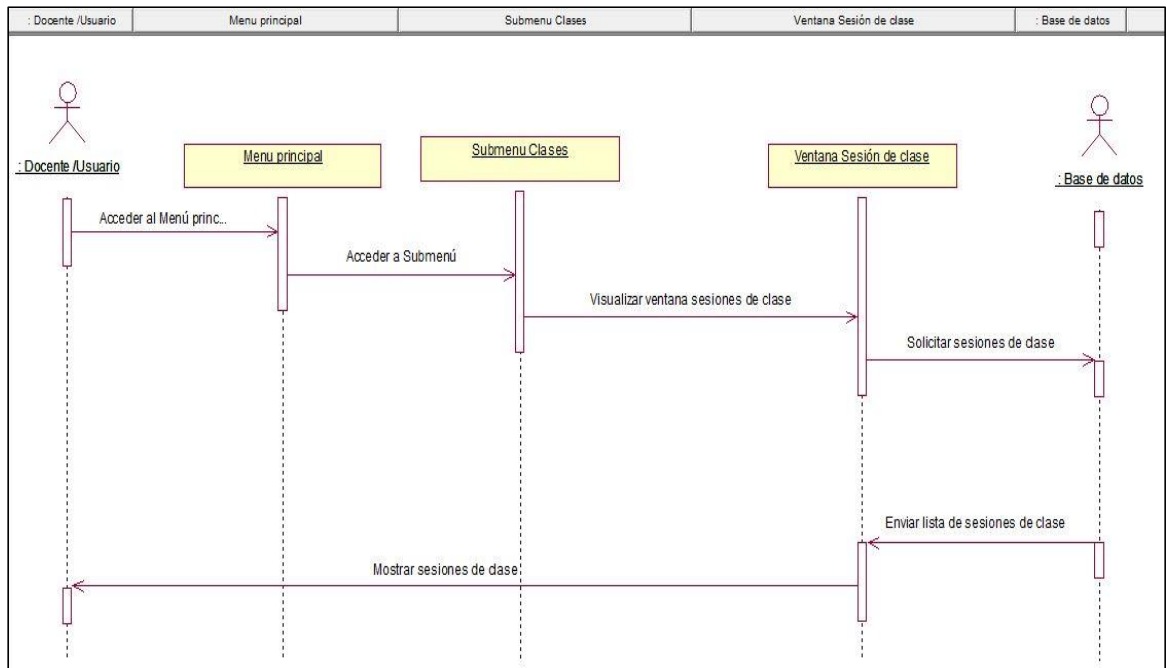 : Docente /Usuario
Menu principal
Submenu Clases
Ventana Sesión de clase
: Base de datos
: Docente /Usuario
Menu principal
Submenu Clases
Ventana Sesión de clase
: Base de datos
Acceder al Menú princ...
Acceder a Submenú
Visualizar ventana sesiones de clase
Solicitar sesiones de clase
Enviar lista de sesiones de clase
Mostrar sesiones de clase